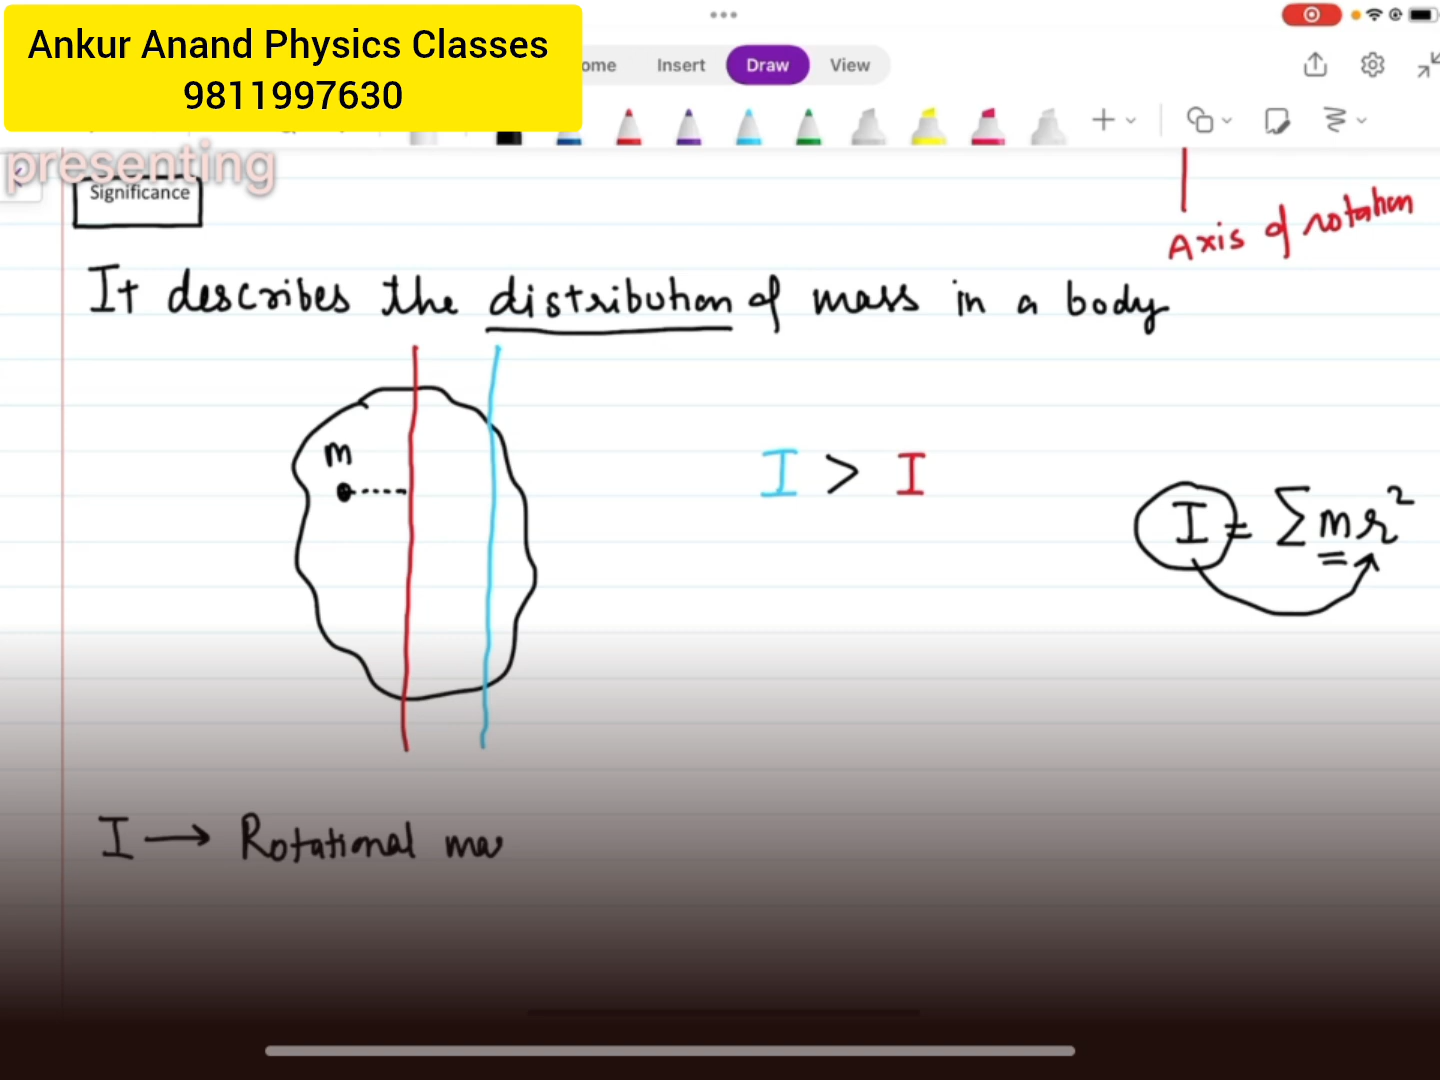 Ankur Anand Physics Classes
9811997630
Insert
Draw
View
presenting
Significance
Axis of rotation
It describes the distribution of mass in a body
m
I > I
I = Σmr²
I → Rotational